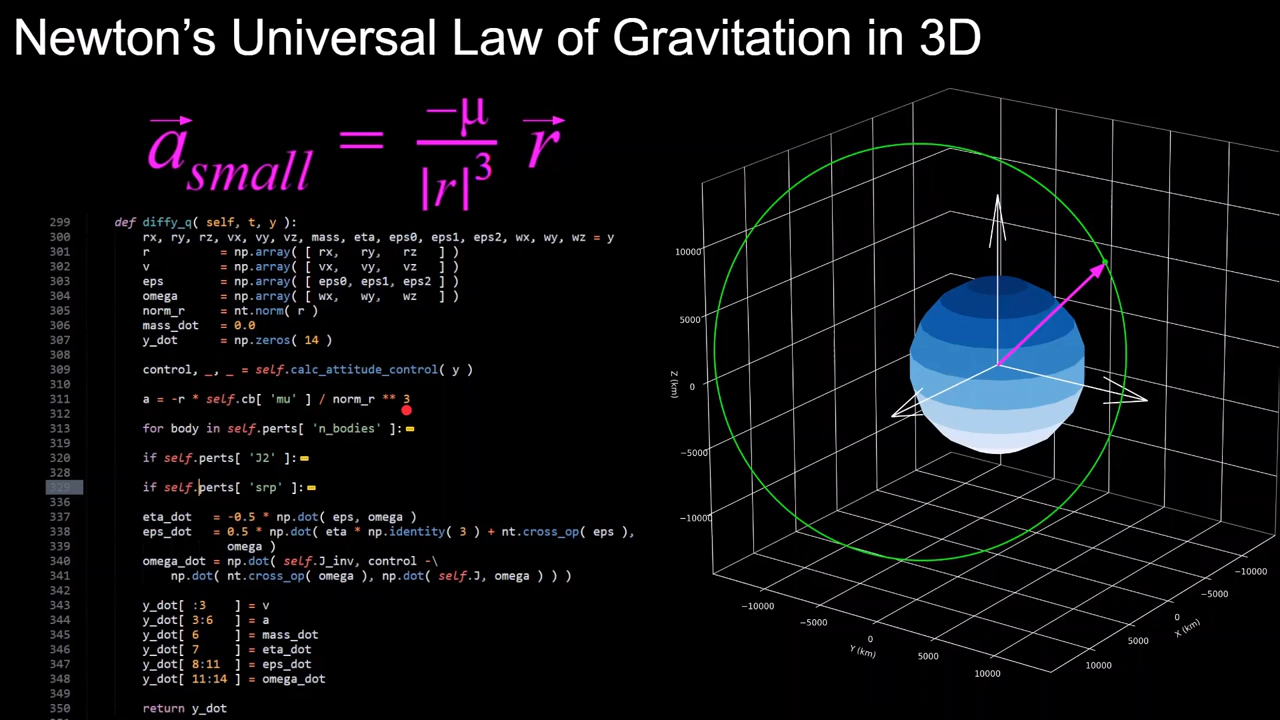 Newton's Universal Law of Gravitation in 3D
a⃗small = −μ / |r|³ r⃗
299 def diffy_q( self, t, y ):
300 rx, ry, rz, vx, vy, vz, mass, eta, eps0, eps1, eps2, wx, wy, wz = y
301 r = np.array( [ rx, ry, rz ] )
302 v = np.array( [ vx, vy, vz ] )
303 eps = np.array( [ eps0, eps1, eps2 ] )
304 omega = np.array( [ wx, wy, wz ] )
305 norm_r = nt.norm( r )
306 mass_dot = 0.0
307 y_dot = np.zeros( 14 )
308
309 control, _, _ = self.calc_attitude_control( y )
310
311 a = -r * self.cb[ 'mu' ] / norm_r ** 3
312
313 for body in self.perts[ 'n_bodies' ]:
319
320 if self.perts[ 'J2' ]:
328
329 if self.perts[ 'srp' ]:
336
337 eta_dot = -0.5 * np.dot( eps, omega )
338 eps_dot = 0.5 * np.dot( eta * np.identity( 3 ) + nt.cross_op( eps ),
339 omega )
340 omega_dot = np.dot( self.J_inv, control -\
341 np.dot( nt.cross_op( omega ), np.dot( self.J, omega ) ) )
342
343 y_dot[ :3 ] = v
344 y_dot[ 3:6 ] = a
345 y_dot[ 6 ] = mass_dot
346 y_dot[ 7 ] = eta_dot
347 y_dot[ 8:11 ] = eps_dot
348 y_dot[ 11:14 ] = omega_dot
349
350 return y_dot
10000
5000
0
−5000
−10000
Z (km)
−10000
−5000
0
5000
10000
Y (km)
−10000
−5000
0
5000
10000
X (km)